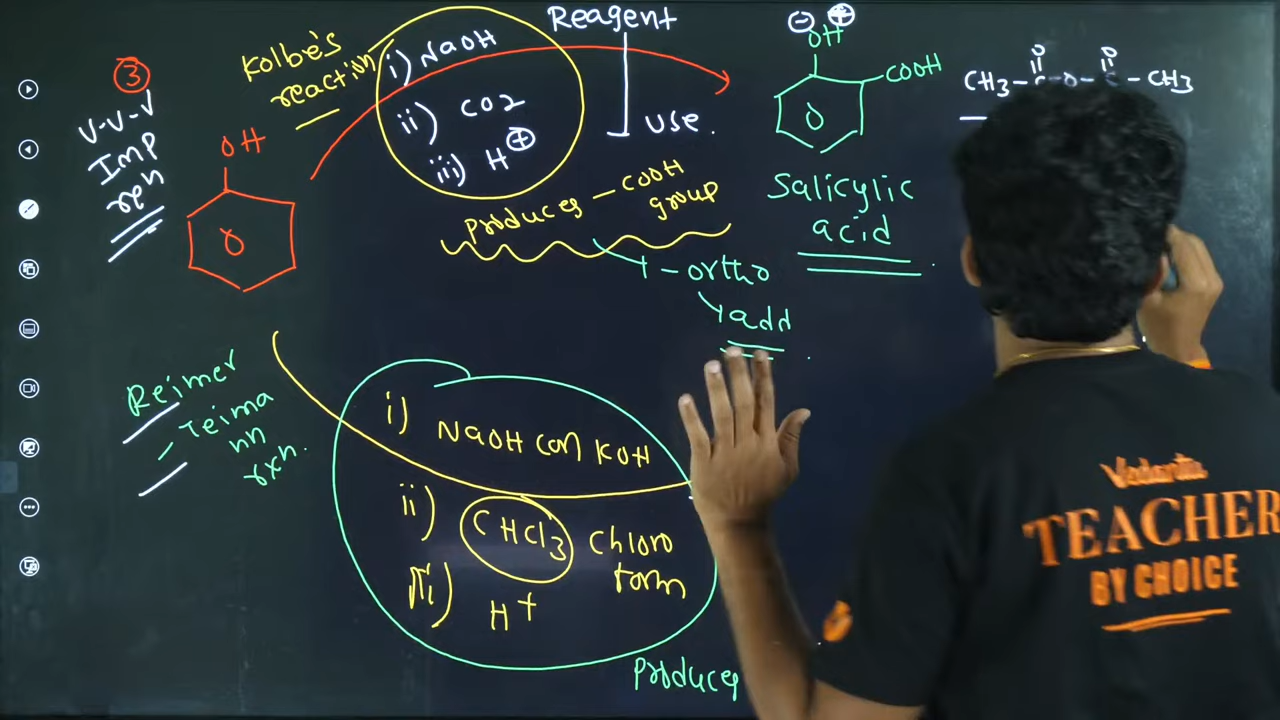 ③
V-V-V
Imp
rxn
OH
Kolbe's
reaction
i) NaOH
ii) CO2
iii) H⊕
Reagent
use.
produces -COOH
group
ortho
add
⊖ ⊕
OH
COOH
Salicylic
acid
O O
CH3-C-O- -CH3
Reimer
- Teima
nn
rxn.
i) NaOH (or) KOH
ii) CHCl3 Chloro
form
iii) H+
Produces
Vedantu
TEACHER
BY CHOICE